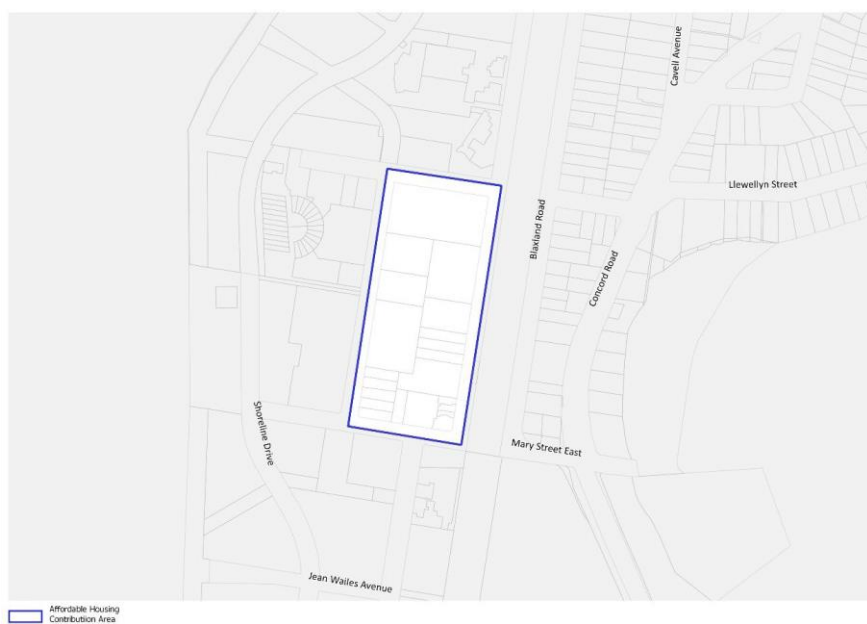 Cavell Avenue
Llewellyn Street
Blaxland Road
Concord Road
Shoreline Drive
Mary Street East
Jean Wailes Avenue
Affordable Housing
Contribution Area